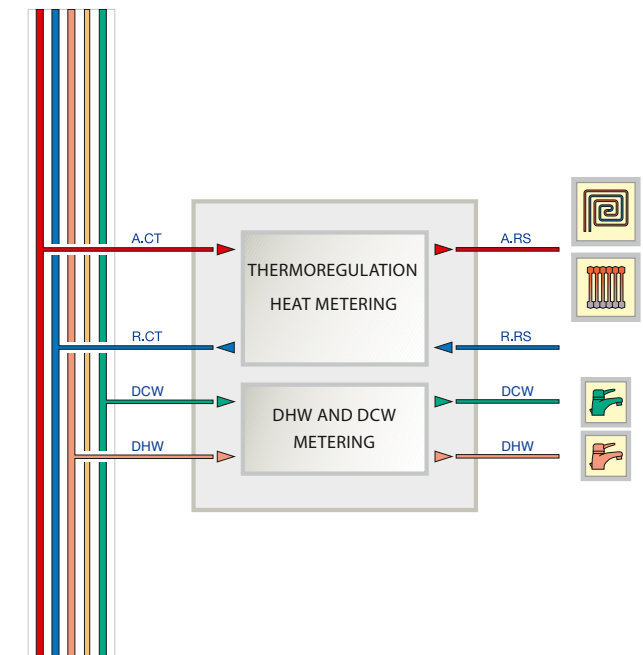 A.CT
A.RS
THERMOREGULATION
HEAT METERING
R.CT
R.RS
DCW
DCW
DHW AND DCW
METERING
DHW
DHW